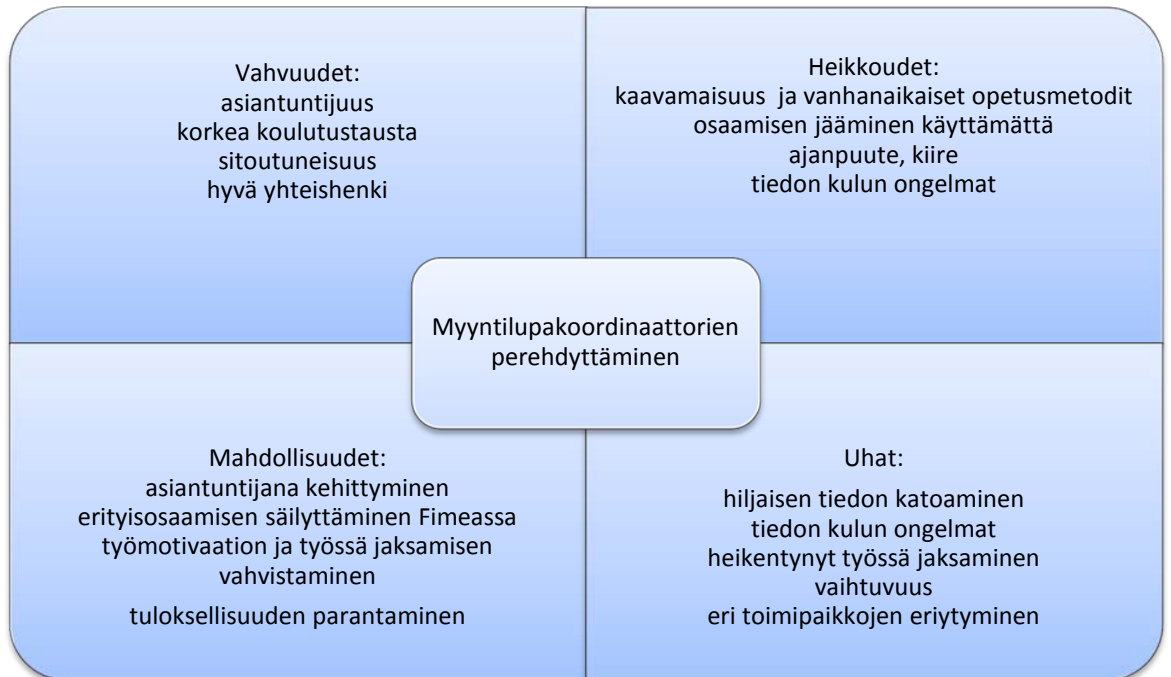 Vahvuudet:
asiantuntijuus
korkea koulutustausta
sitoutuneisuus
hyvä yhteishenki
Heikkoudet:
kaavamaisuus ja vanhanaikaiset opetusmetodit
osaamisen jääminen käyttämättä
ajanpuute, kiire
tiedon kulun ongelmat
Myyntilupakoordinaattorien
perehdyttäminen
Mahdollisuudet:
asiantuntijana kehittyminen
erityisosaamisen säilyttäminen Fimeassa
työmotivaation ja työssä jaksamisen
vahvistaminen
tuloksellisuuden parantaminen
Uhat:
hiljaisen tiedon katoaminen
tiedon kulun ongelmat
heikentynyt työssä jaksaminen
vaihtuvuus
eri toimipaikkojen eriytyminen